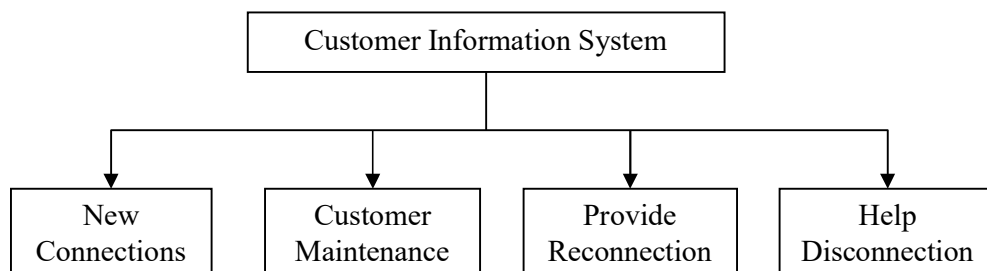 Customer Information System
New
Connections
Customer
Maintenance
Provide
Reconnection
Help
Disconnection